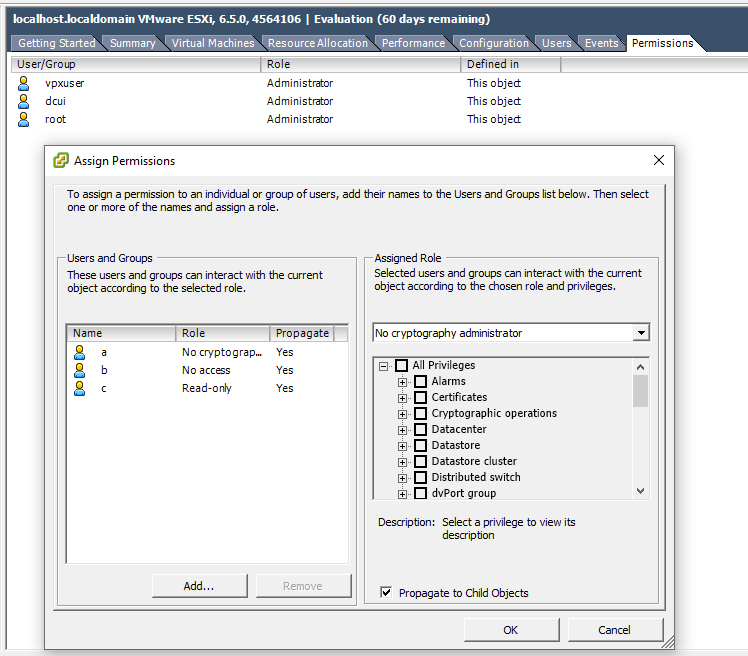 localhost.localdomain VMware ESXi, 6.5.0, 4564106 | Evaluation (60 days remaining)
Getting Started Summary Virtual Machines Resource Allocation Performance Configuration Users Events Permissions
User/Group Role Defined in
vpxuser Administrator This object
dcui Administrator This object
root Administrator This object
Assign Permissions
To assign a permission to an individual or group of users, add their names to the Users and Groups list below. Then select
one or more of the names and assign a role.
Users and Groups
These users and groups can interact with the current
object according to the selected role.
Name Role Propagate
a No cryptograp... Yes
b No access Yes
c Read-only Yes
Add... Remove
Assigned Role
Selected users and groups can interact with the current
object according to the chosen role and privileges.
No cryptography administrator
All Privileges
Alarms
Certificates
Cryptographic operations
Datacenter
Datastore
Datastore cluster
Distributed switch
dvPort group
Description: Select a privilege to view its
description
Propagate to Child Objects
OK Cancel